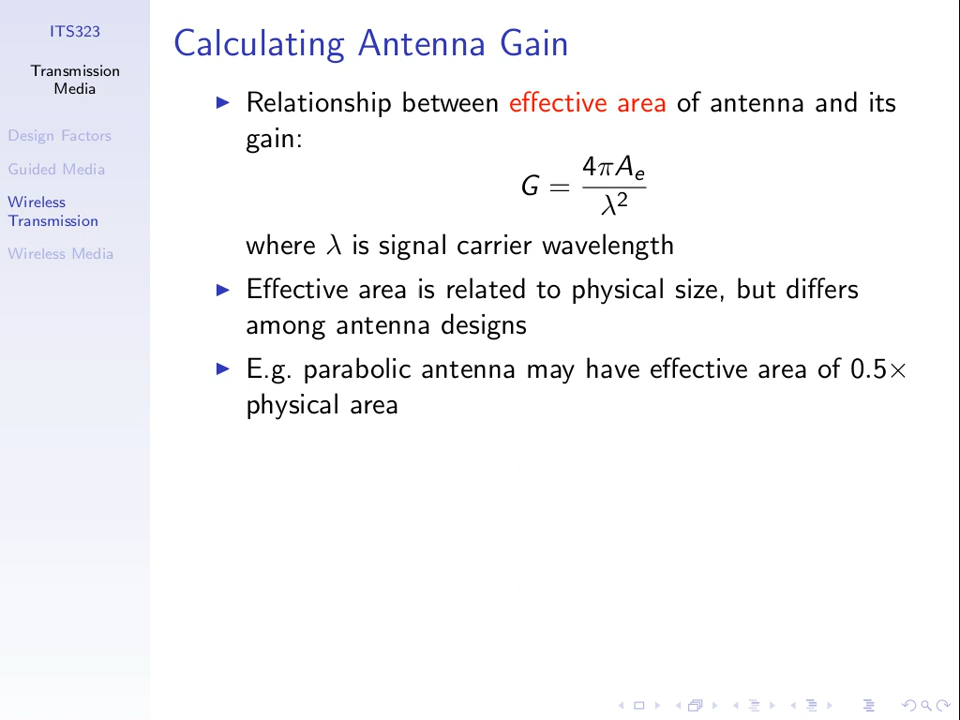 ITS323
Transmission
Media
Design Factors
Guided Media
Wireless
Transmission
Wireless Media
Calculating Antenna Gain
Relationship between effective area of antenna and its
gain:
G = 4πAₑ / λ²
where λ is signal carrier wavelength
Effective area is related to physical size, but differs
among antenna designs
E.g. parabolic antenna may have effective area of 0.5×
physical area